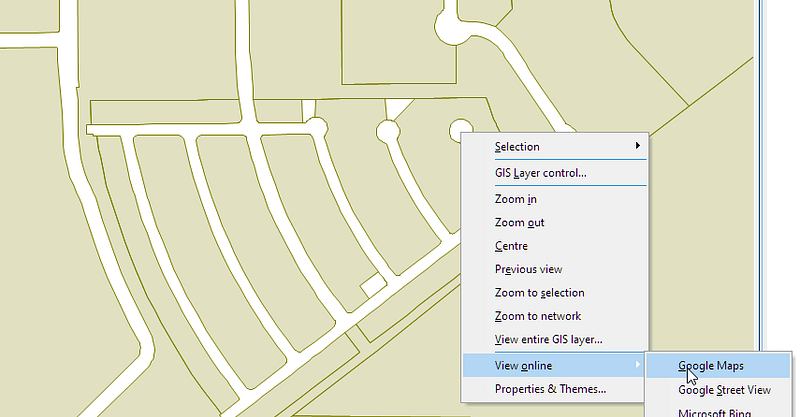 Selection
GIS Layer control...
Zoom in
Zoom out
Centre
Previous view
Zoom to selection
Zoom to network
View entire GIS layer...
View online
Properties & Themes...
Google Maps
Google Street View
Microsoft Bing